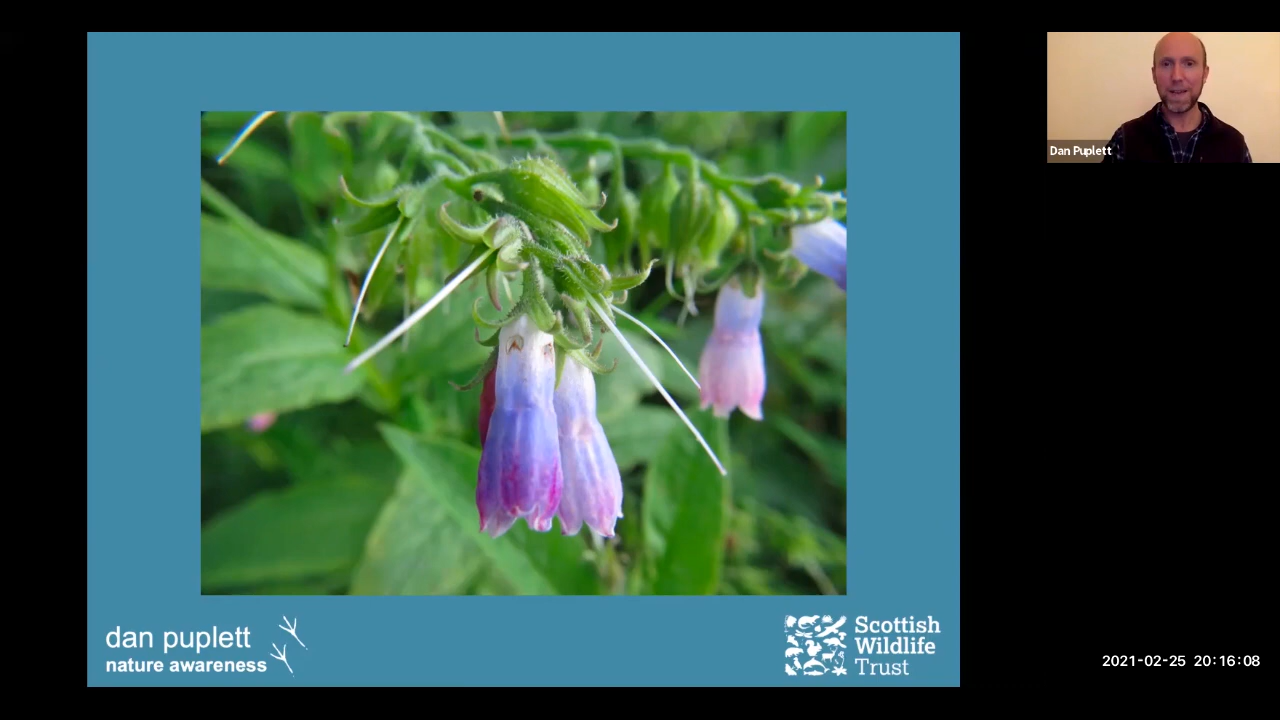 Dan Puplett
dan puplett
nature awareness
Scottish
Wildlife
Trust
2021-02-25 20:16:08